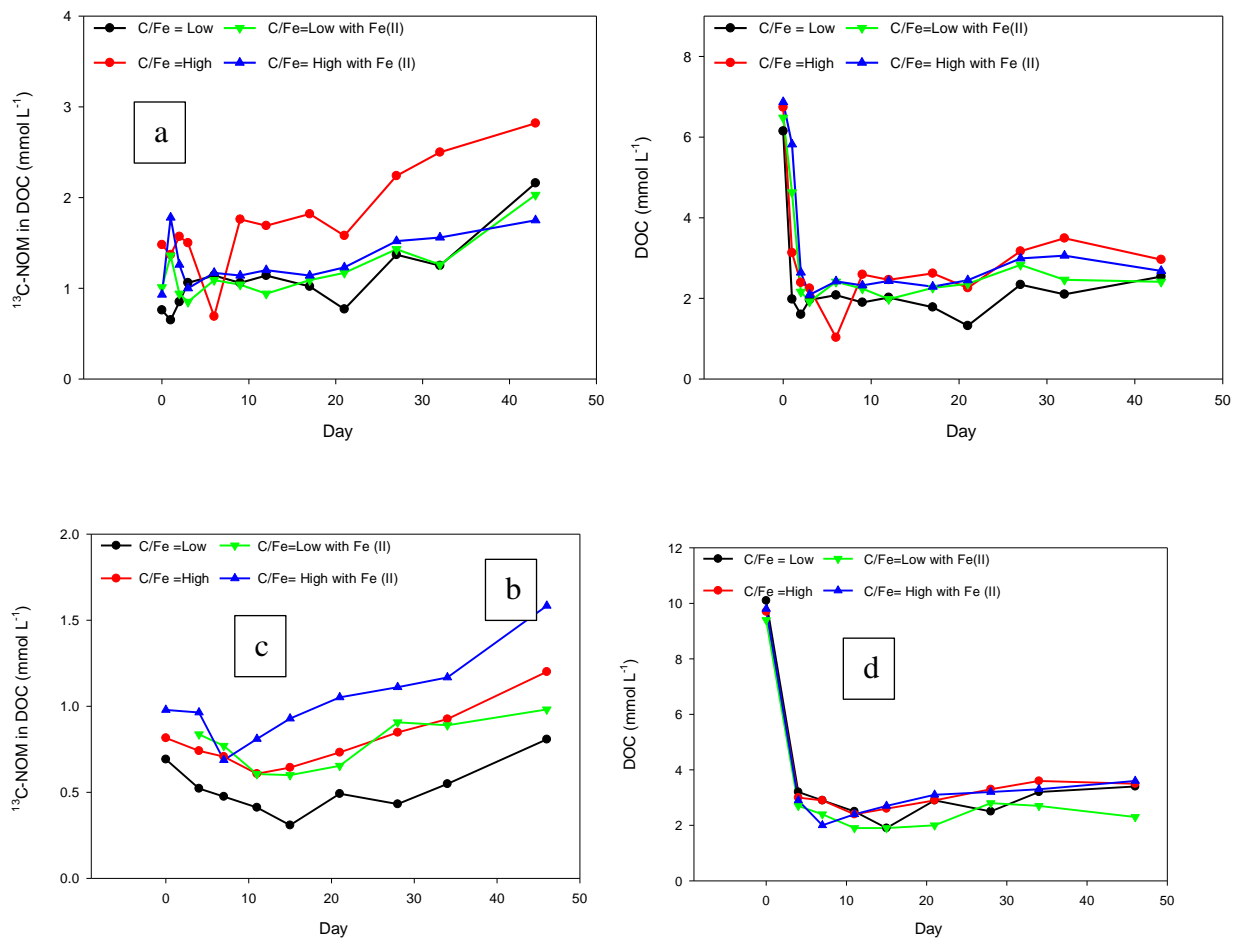 C/Fe = Low
C/Fe=Low with Fe(II)
C/Fe =High
C/Fe= High with Fe (II)
a
4
3
2
1
0
¹³C-NOM in DOC (mmol L⁻¹)
0 10 20 30 40 50
Day
C/Fe = Low
C/Fe=Low with Fe(II)
C/Fe =High
C/Fe= High with Fe (II)
8
6
4
2
0
DOC (mmol L⁻¹)
0 10 20 30 40 50
Day
C/Fe =Low
C/Fe=Low with Fe (II)
C/Fe =High
C/Fe= High with Fe (II)
b
c
2.0
1.5
1.0
0.5
0.0
¹³C-NOM in DOC (mmol L⁻¹)
0 10 20 30 40 50
Day
C/Fe = Low
C/Fe=Low with Fe(II)
C/Fe =High
C/Fe= High with Fe (II)
d
12
10
8
6
4
2
0
DOC (mmol L⁻¹)
0 10 20 30 40 50
Day